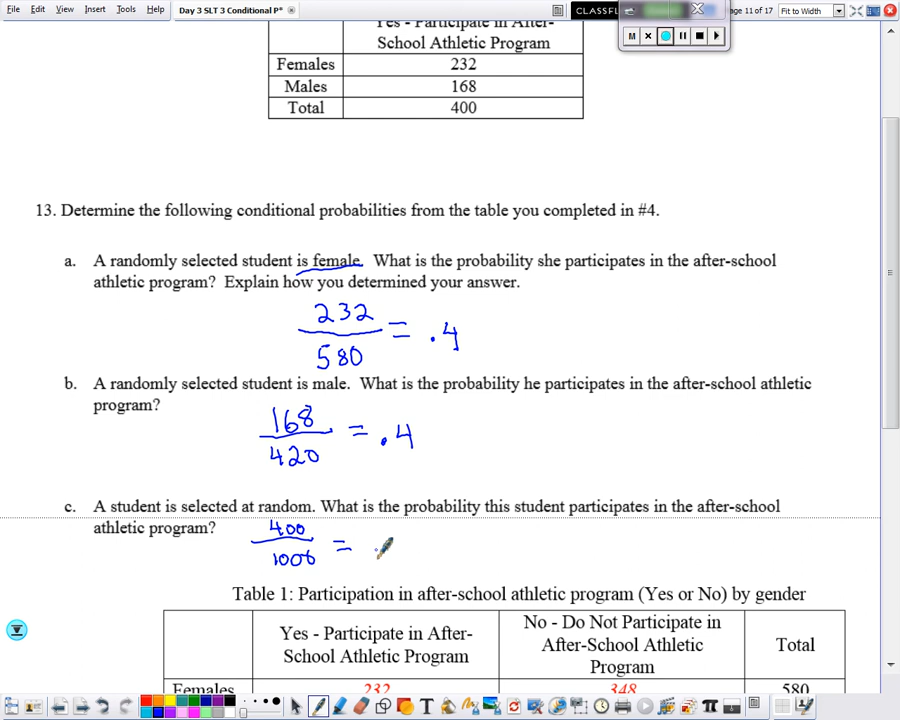 File Edit View Insert Tools Help Day 3 SLT 3 Conditional P* CLASSFL Page 11 of 17 Fit to Width
Yes - Participate in After-
School Athletic Program
Females 232
Males 168
Total 400
13. Determine the following conditional probabilities from the table you completed in #4.
a. A randomly selected student is female. What is the probability she participates in the after-school
athletic program? Explain how you determined your answer.
232
580 = .4
b. A randomly selected student is male. What is the probability he participates in the after-school athletic
program?
168
420 = .4
c. A student is selected at random. What is the probability this student participates in the after-school
athletic program?
400
1000 = .
Table 1: Participation in after-school athletic program (Yes or No) by gender
Yes - Participate in After-
School Athletic Program
No - Do Not Participate in
After-School Athletic
Program
Total
Females 232 348 580